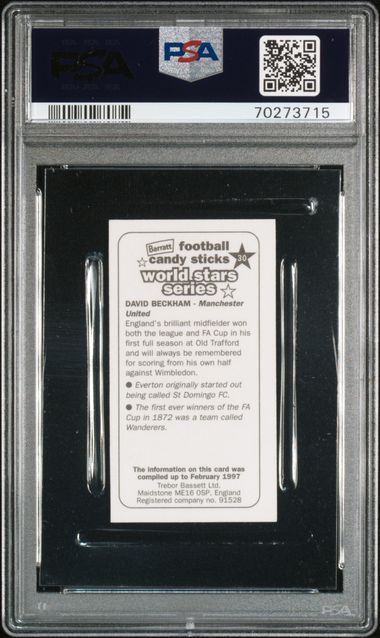 PSA
PSA
70273715
Barratt football
candy sticks 30
world stars
series
DAVID BECKHAM - Manchester
United
England's brilliant midfielder won
both the league and FA Cup in his
first full season at Old Trafford
and will always be remembered
for scoring from his own half
against Wimbledon.
● Everton originally started out
being called St Domingo FC.
● The first ever winners of the FA
Cup in 1872 was a team called
Wanderers.
The information on this card was
compiled up to February 1997
Trebor Bassett Ltd.
Maidstone ME16 0SP, England
Registered company no. 91528
PSA